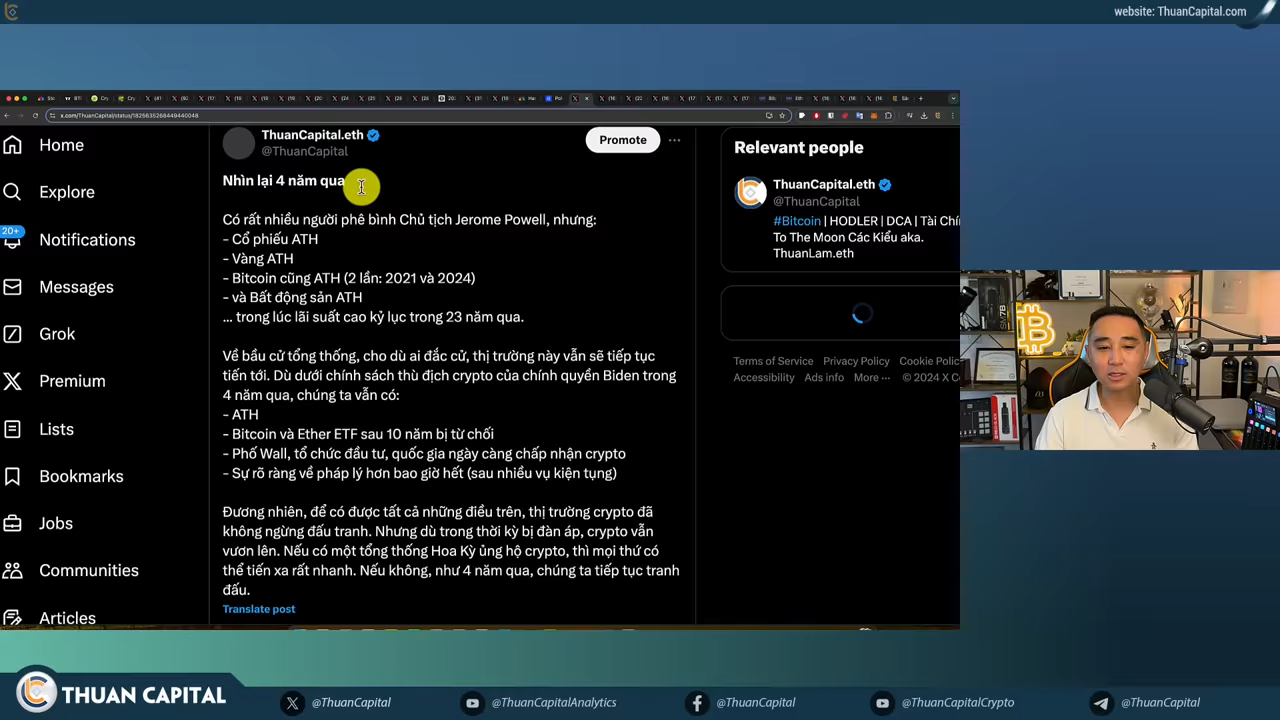 website: ThuanCapital.com
x.com/ThuanCapital/status/1825635268449440048
Home
Explore
20+
Notifications
Messages
Grok
Premium
Lists
Bookmarks
Jobs
Communities
Articles
ThuanCapital.eth
@ThuanCapital
Promote
Nhìn lại 4 năm qua
Có rất nhiều người phê bình Chủ tịch Jerome Powell, nhưng:
- Cổ phiếu ATH
- Vàng ATH
- Bitcoin cũng ATH (2 lần: 2021 và 2024)
- và Bất động sản ATH
... trong lúc lãi suất cao kỷ lục trong 23 năm qua.
Về bầu cử tổng thống, cho dù ai đắc cử, thị trường này vẫn sẽ tiếp tục
tiến tới. Dù dưới chính sách thù địch crypto của chính quyền Biden trong
4 năm qua, chúng ta vẫn có:
- ATH
- Bitcoin và Ether ETF sau 10 năm bị từ chối
- Phố Wall, tổ chức đầu tư, quốc gia ngày càng chấp nhận crypto
- Sự rõ ràng về pháp lý hơn bao giờ hết (sau nhiều vụ kiện tụng)
Đương nhiên, để có được tất cả những điều trên, thị trường crypto đã
không ngừng đấu tranh. Nhưng dù trong thời kỳ bị đàn áp, crypto vẫn
vươn lên. Nếu có một tổng thống Hoa Kỳ ủng hộ crypto, thì mọi thứ có
thể tiến xa rất nhanh. Nếu không, như 4 năm qua, chúng ta tiếp tục tranh
đấu.
Translate post
Relevant people
ThuanCapital.eth
@ThuanCapital
#Bitcoin | HODLER | DCA | Tài Chí
To The Moon Các Kiểu aka.
ThuanLam.eth
Terms of Service Privacy Policy Cookie Polic
Accessibility Ads info More ... © 2024 X C
THUAN CAPITAL
@ThuanCapital
@ThuanCapitalAnalytics
@ThuanCapital
@ThuanCapitalCrypto
@ThuanCapital